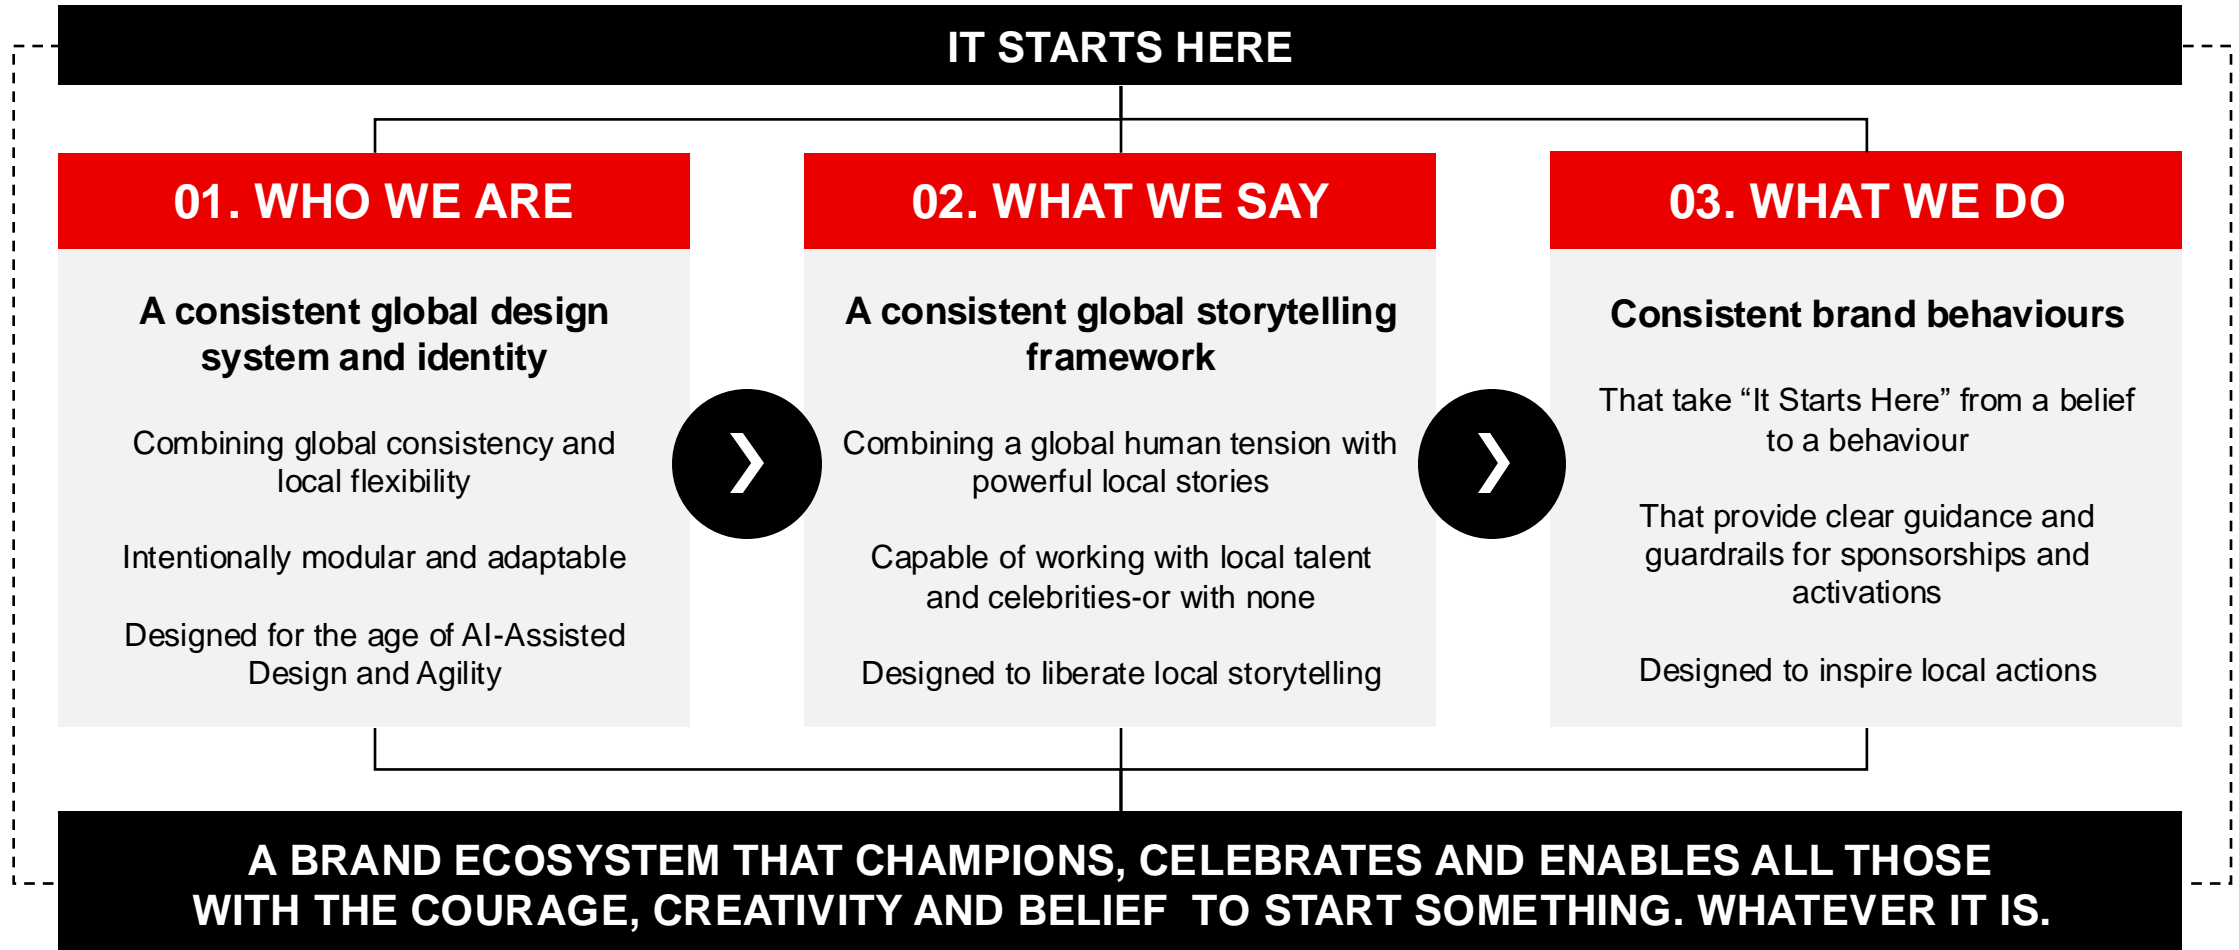 IT STARTS HERE
01. WHO WE ARE
A consistent global design
system and identity
Combining global consistency and
local flexibility
Intentionally modular and adaptable
Designed for the age of AI-Assisted
Design and Agility
02. WHAT WE SAY
A consistent global storytelling
framework
Combining a global human tension with
powerful local stories
Capable of working with local talent
and celebrities-or with none
Designed to liberate local storytelling
03. WHAT WE DO
Consistent brand behaviours
That take “It Starts Here” from a belief
to a behaviour
That provide clear guidance and
guardrails for sponsorships and
activations
Designed to inspire local actions
A BRAND ECOSYSTEM THAT CHAMPIONS, CELEBRATES AND ENABLES ALL THOSE
WITH THE COURAGE, CREATIVITY AND BELIEF  TO START SOMETHING. WHATEVER IT IS.